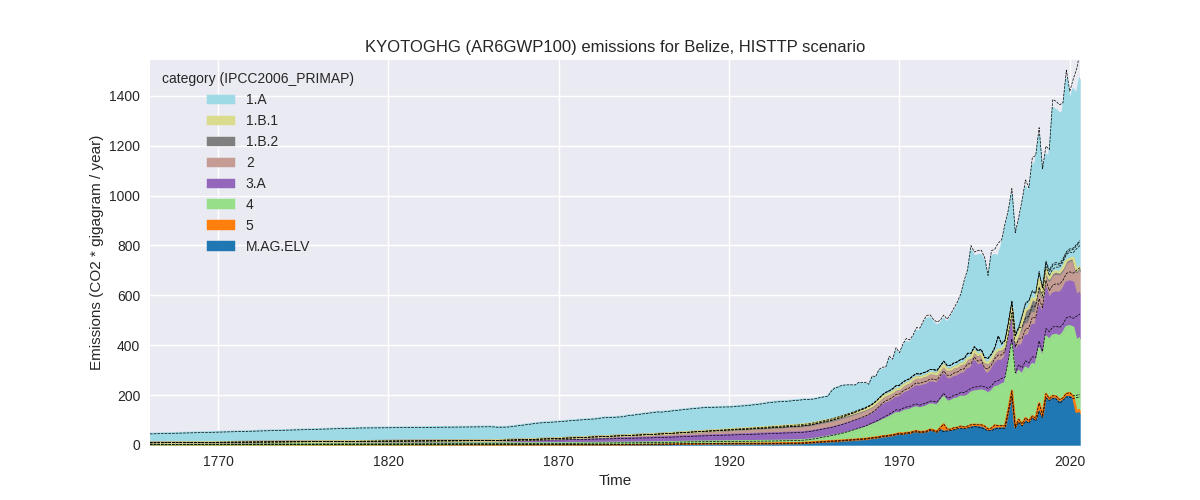 KYOTOGHG (AR6GWP100) emissions for Belize, HISTTP scenario
category (IPCC2006_PRIMAP)
1.A
1.B.1
1.B.2
2
3.A
4
5
M.AG.ELV
Emissions (CO2 * gigagram / year)
1400
1200
1000
800
600
400
200
0
1770
1820
1870
1920
1970
2020
Time